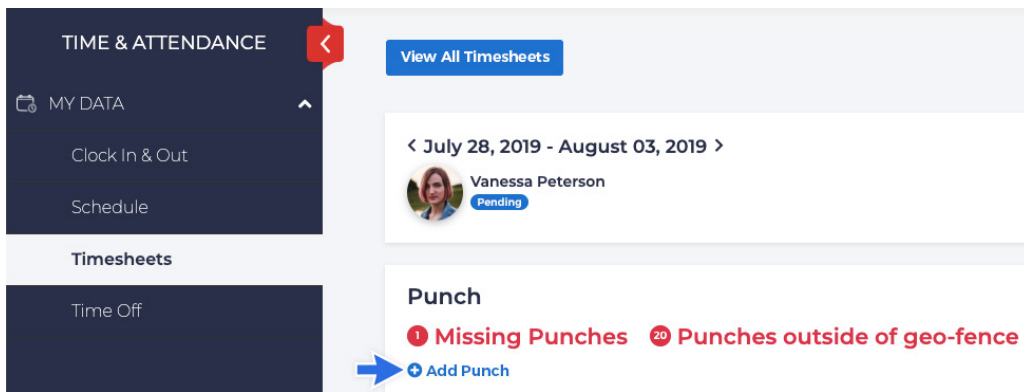 TIME & ATTENDANCE
MY DATA
Clock In & Out
Schedule
Timesheets
Time Off
View All Timesheets
July 28, 2019 - August 03, 2019
Vanessa Peterson
Pending
Punch
1 Missing Punches 20 Punches outside of geo-fence
Add Punch